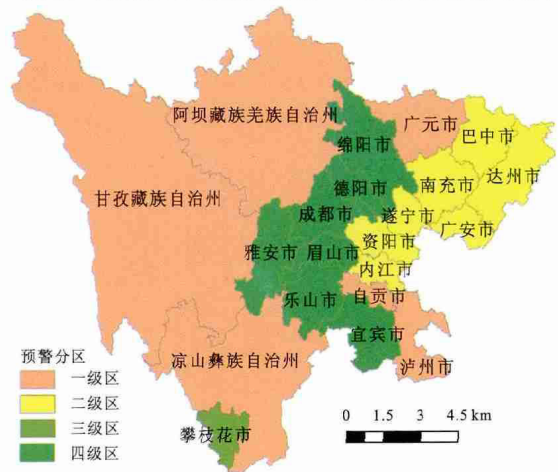 阿坝藏族羌族自治州
广元市
绵阳市
巴中市
甘孜藏族自治州
德阳市
南充市
达州市
成都市
遂宁市
广安市
雅安市
眉山市
资阳市
内江市
乐山市
自贡市
宜宾市
凉山彝族自治州
泸州市
攀枝花市
预警分区
一级区
二级区
三级区
四级区
0 1.5 3 4.5 km